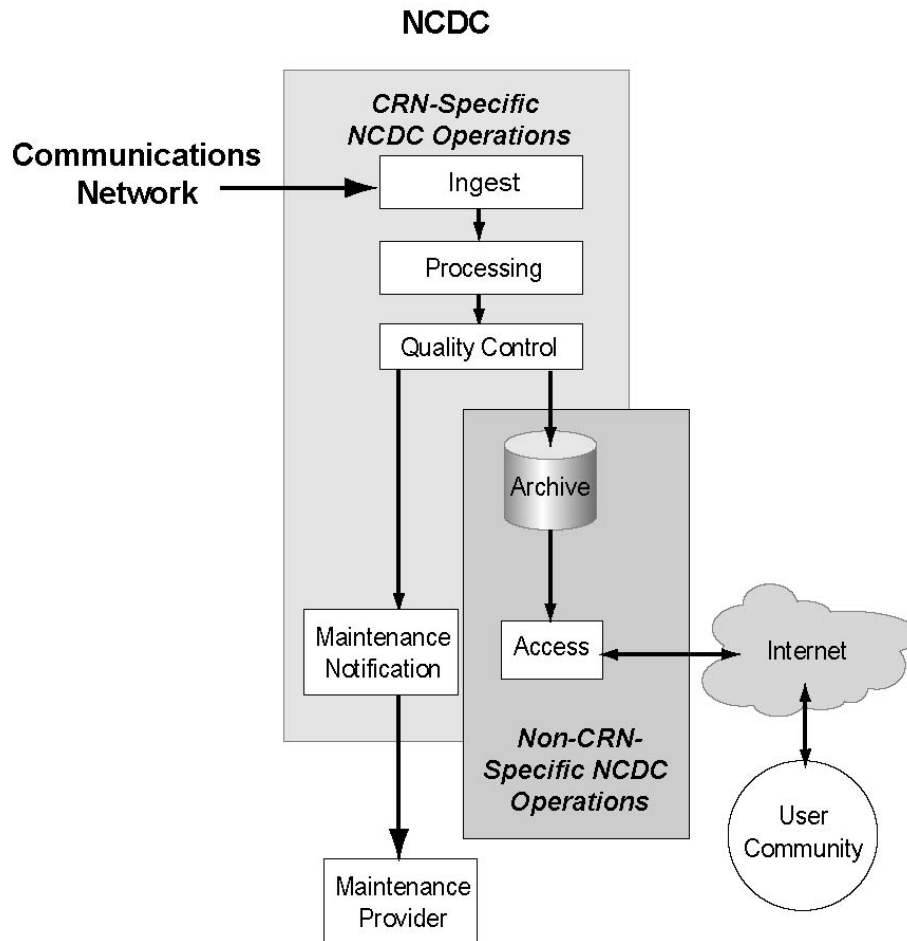 NCDC
CRN-Specific
NCDC Operations
Communications
Network
Ingest
Processing
Quality Control
Archive
Maintenance
Notification
Access
Internet
Non-CRN-
Specific NCDC
Operations
User
Community
Maintenance
Provider